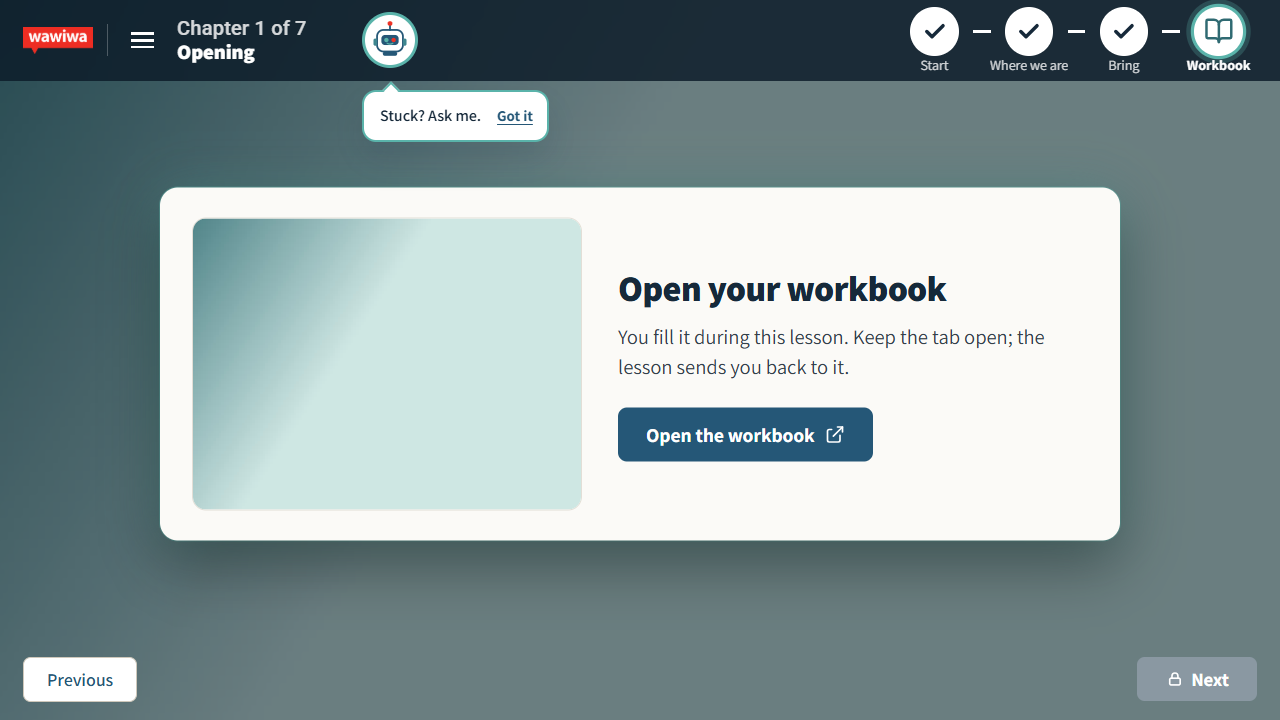 wawiwa
Chapter 1 of 7
Opening
Start
Where we are
Bring
Workbook
Stuck? Ask me. Got it
Open your workbook
You fill it during this lesson. Keep the tab open; the
lesson sends you back to it.
Open the workbook
Previous
Next